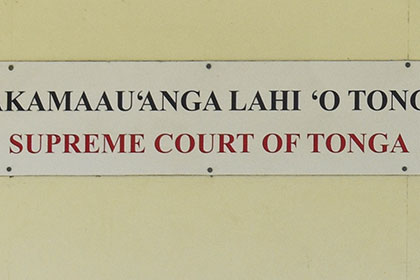 AKAMAAU'ANGA LAHI ‘O TONG
SUPREME COURT OF TONGA